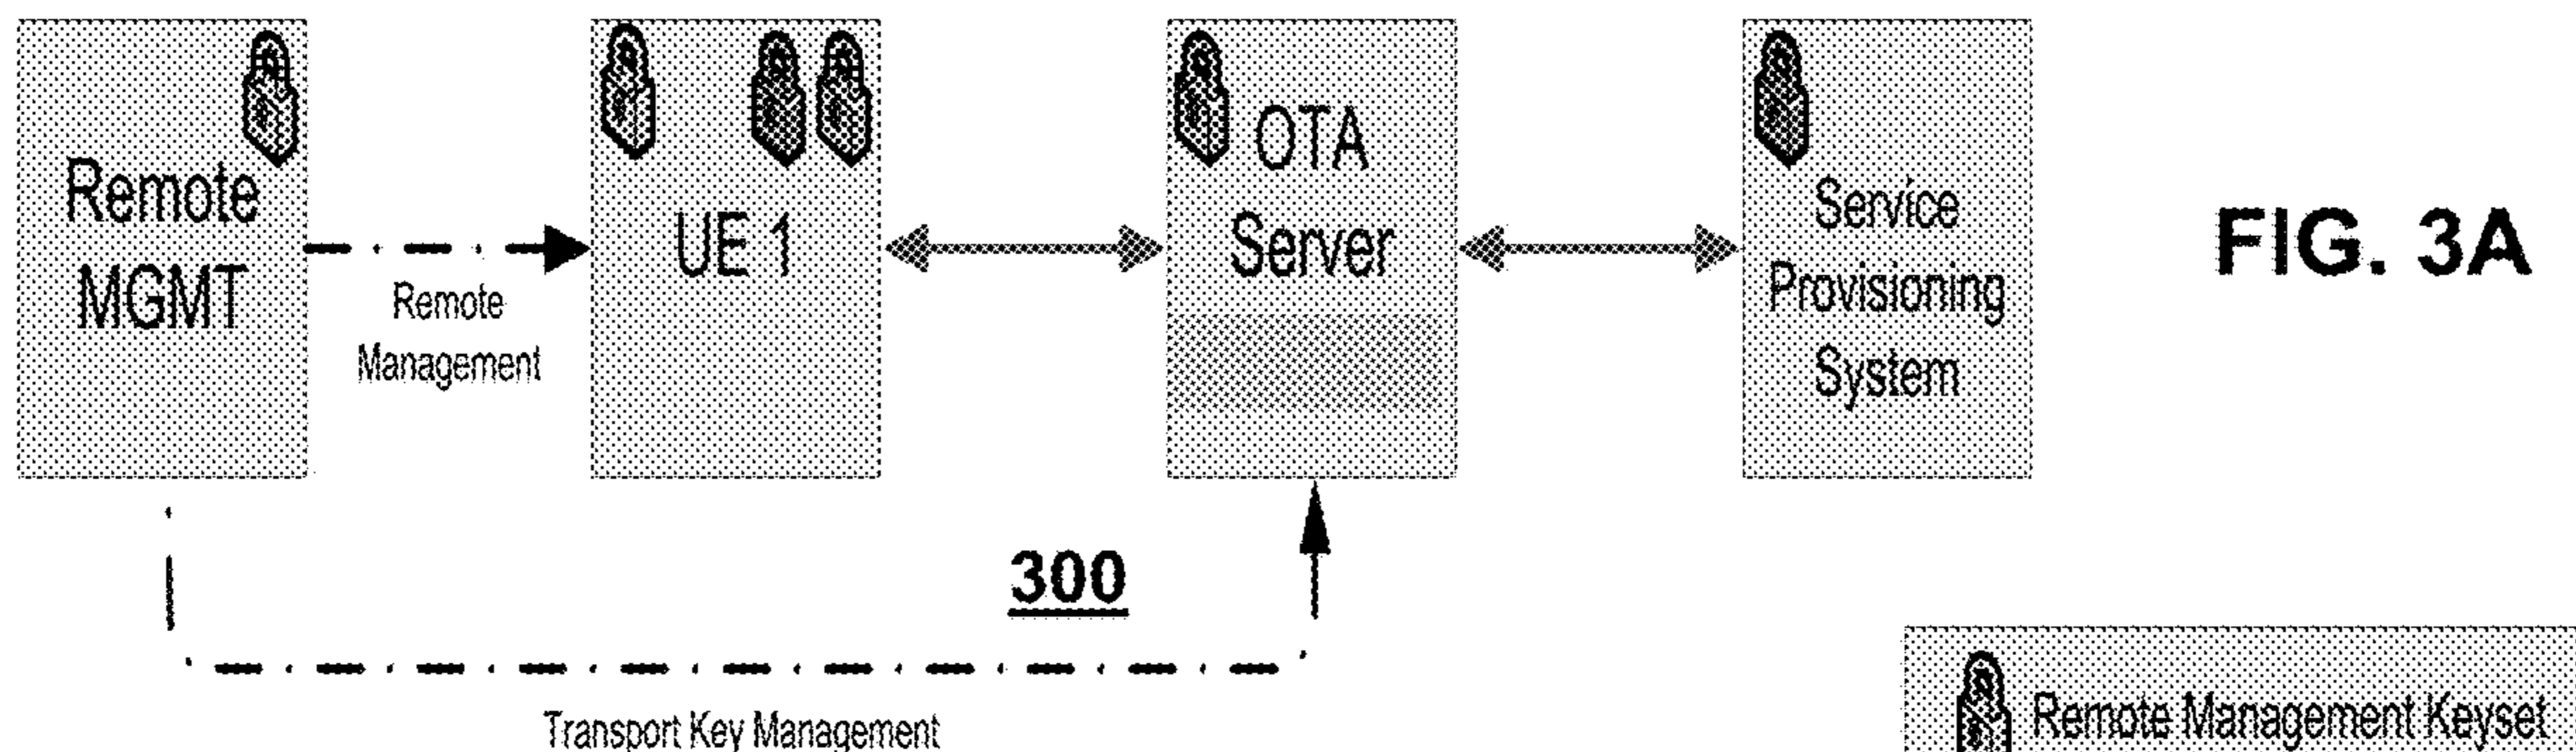 Remote
MGMT
Remote
Management
UE 1
OTA
Server
Service
Provisioning
System
FIG. 3A
300
Transport Key Management
Remote Management Keyset